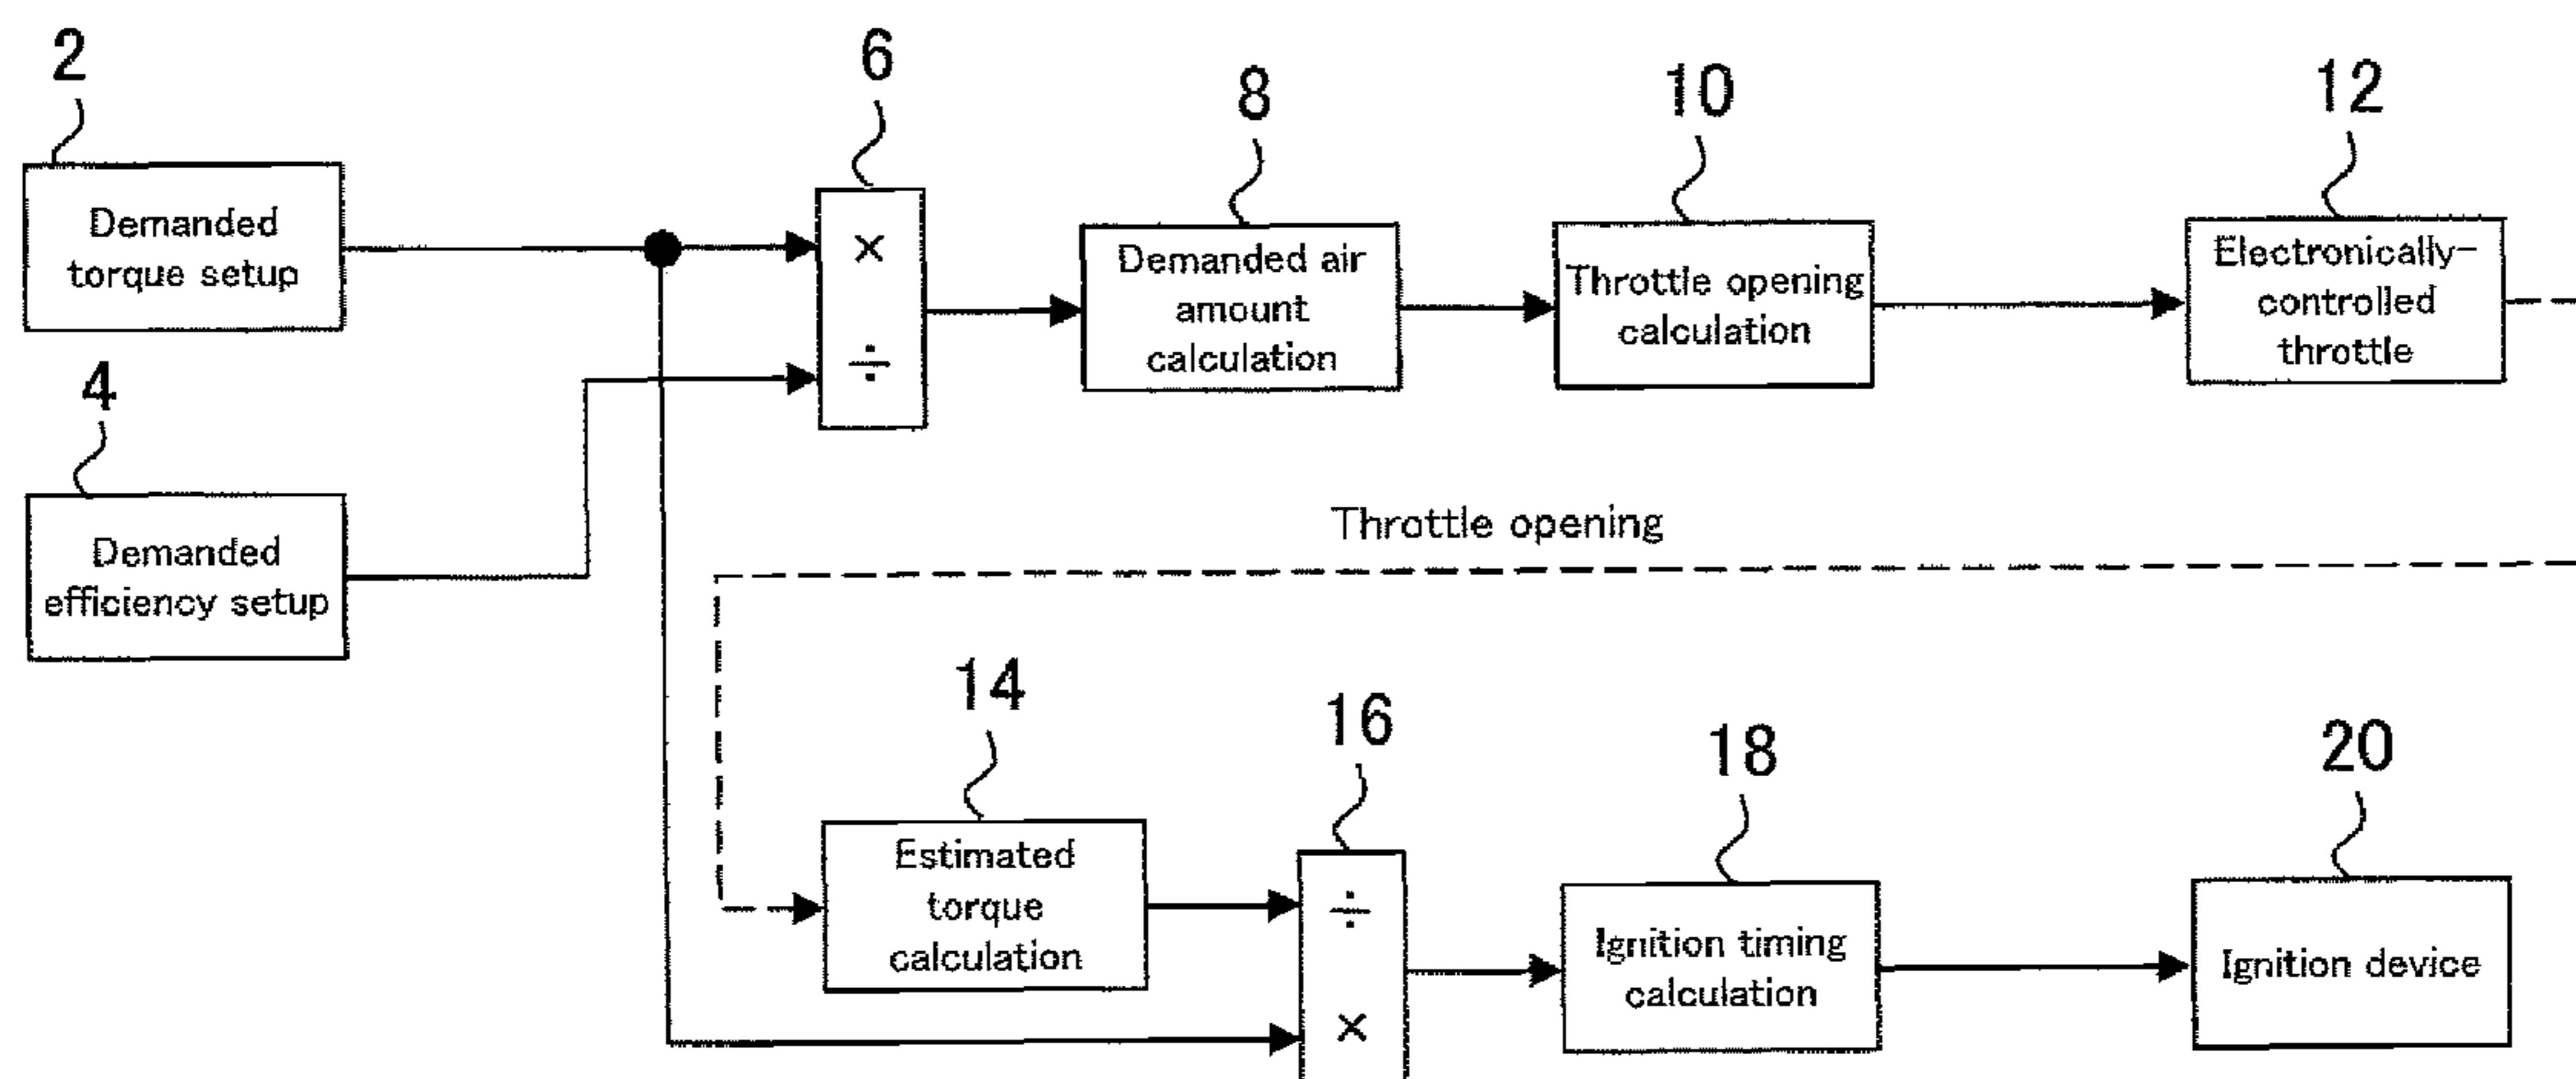 2
6
8
10
12
Demanded
torque setup
×
÷
Demanded air
amount
calculation
Throttle opening
calculation
Electronically-
controlled
throttle
4
Demanded
efficiency setup
Throttle opening
14
16
18
20
Estimated
torque
calculation
÷
×
Ignition timing
calculation
Ignition device